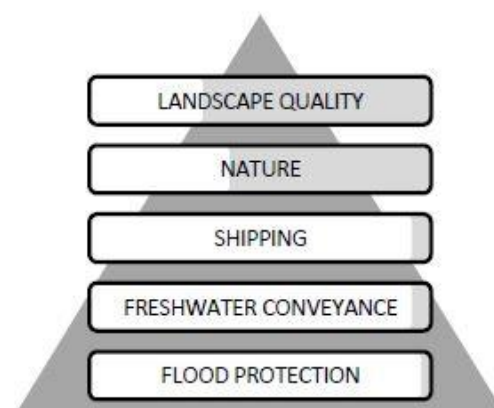 LANDSCAPE QUALITY
NATURE
SHIPPING
FRESHWATER CONVEYANCE
FLOOD PROTECTION